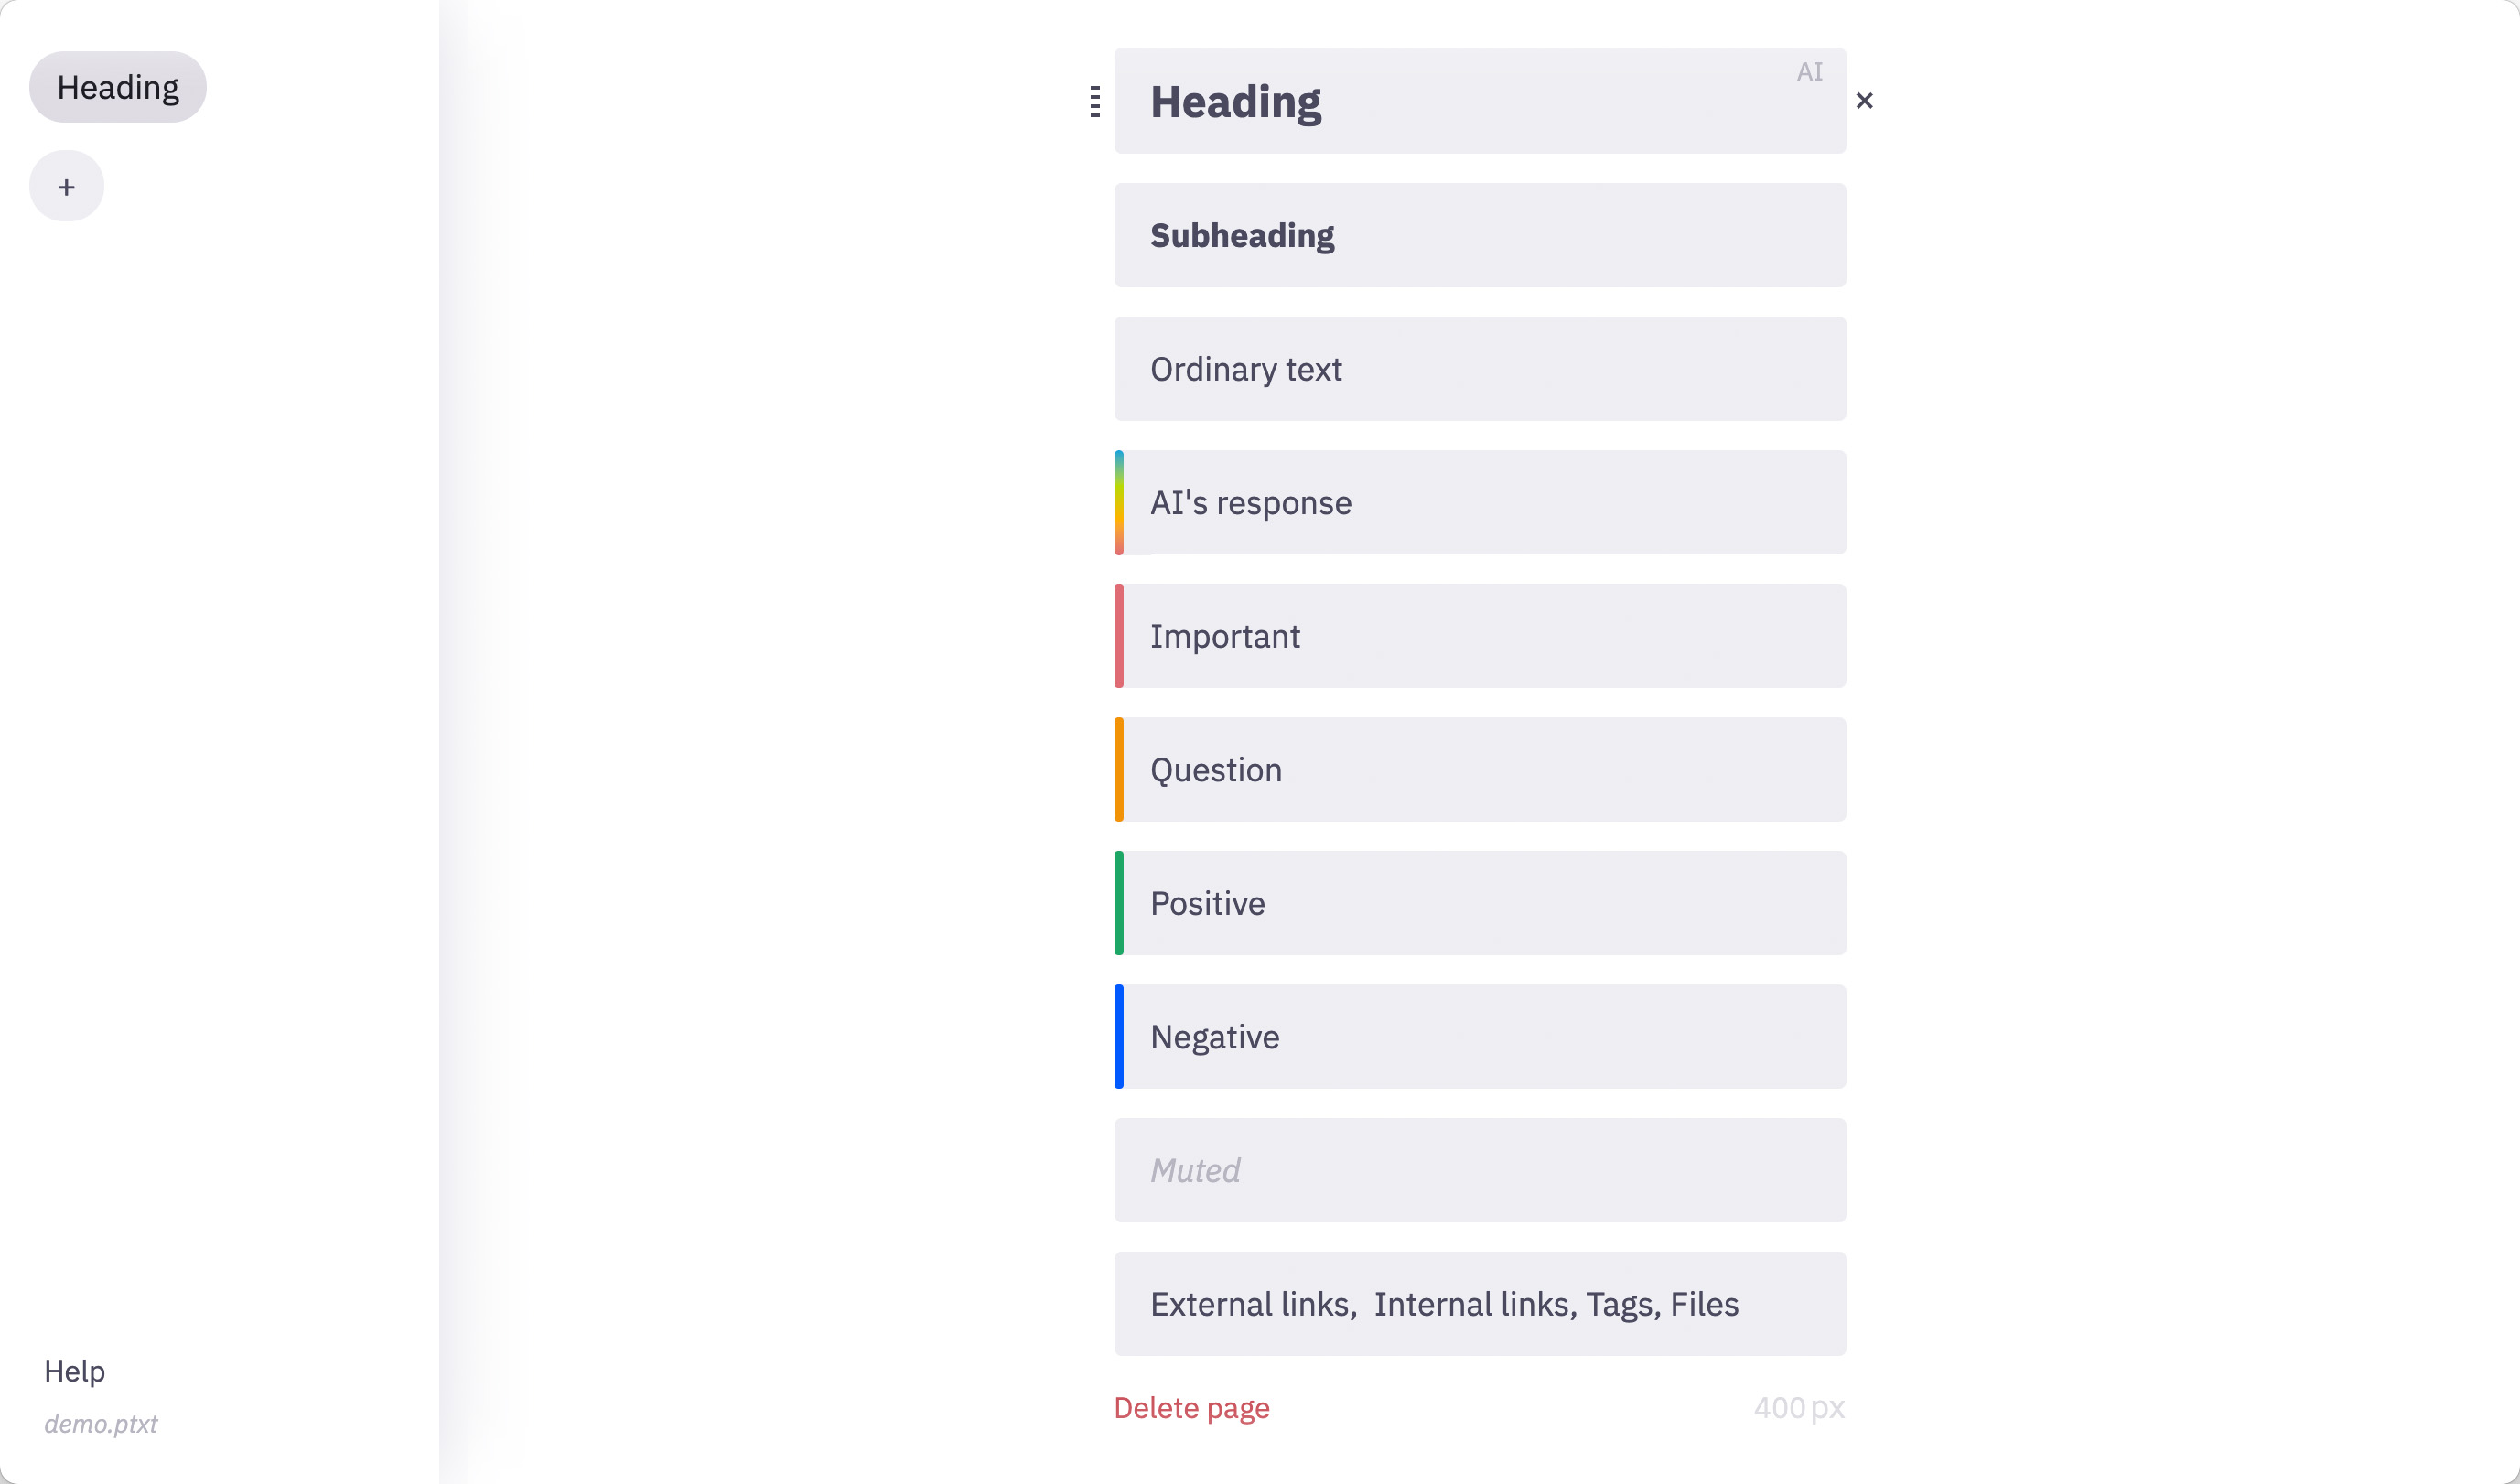 Heading
+
Help
demo.ptxt
AI
Heading
×
Subheading
Ordinary text
AI's response
Important
Question
Positive
Negative
Muted
External links,  Internal links, Tags, Files
Delete page
400 px